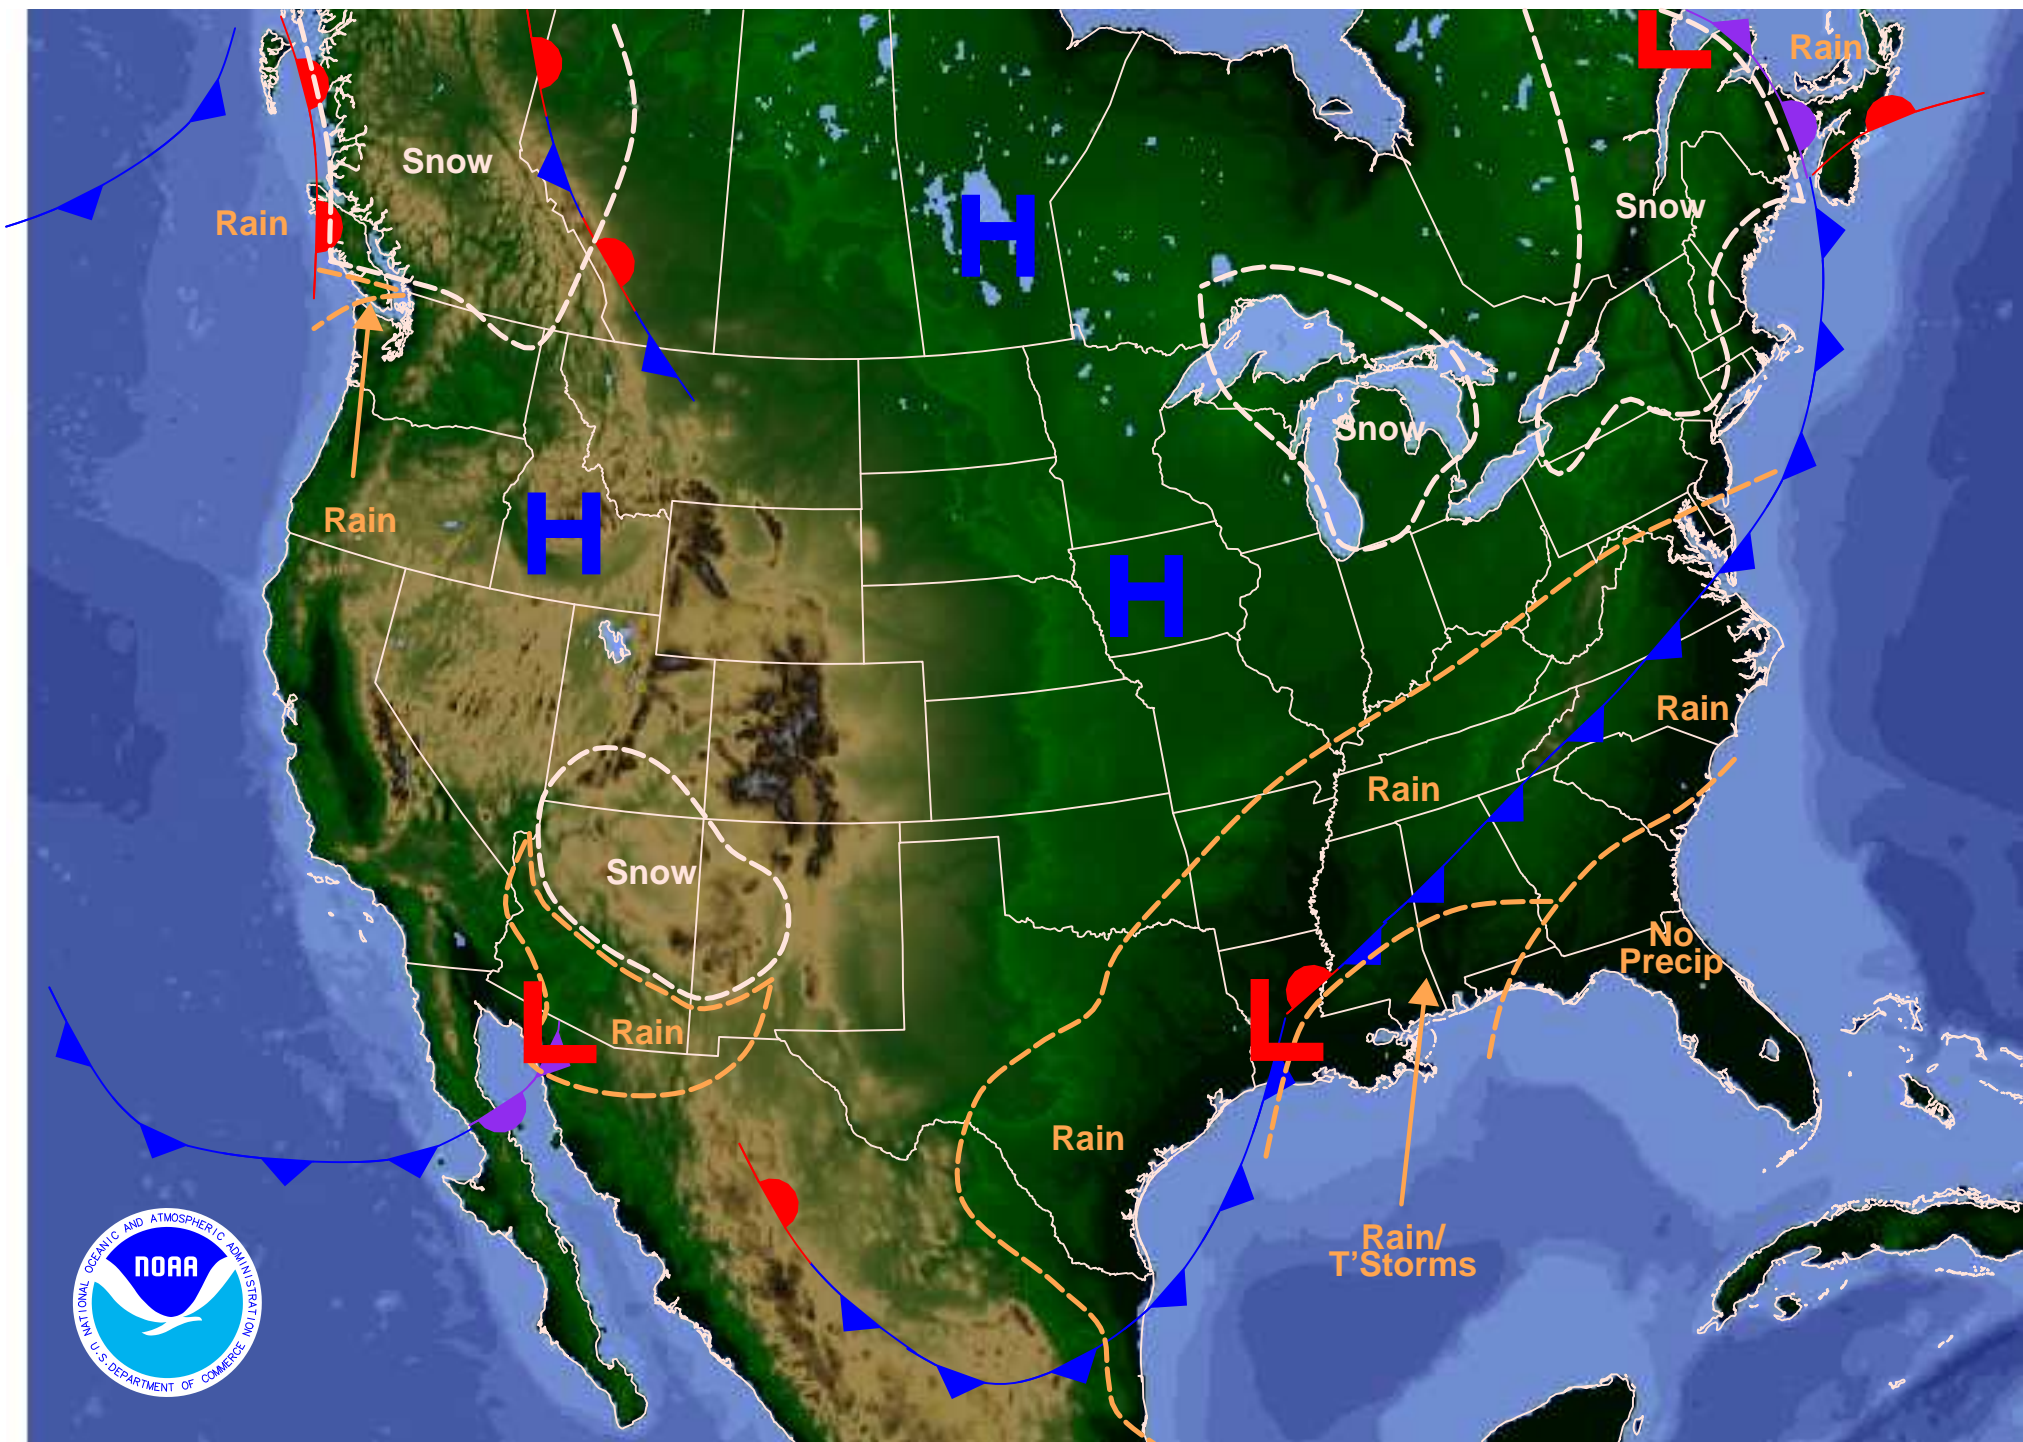 L
Rain
Snow
Rain
Snow
H
Snow
H
Rain
H
Rain
Rain
Snow
No
Precip
L
L
Rain
Rain
Rain/
T'Storms
NATIONAL OCEANIC AND ATMOSPHERIC ADMINISTRATION
NOAA
U.S. DEPARTMENT OF COMMERCE